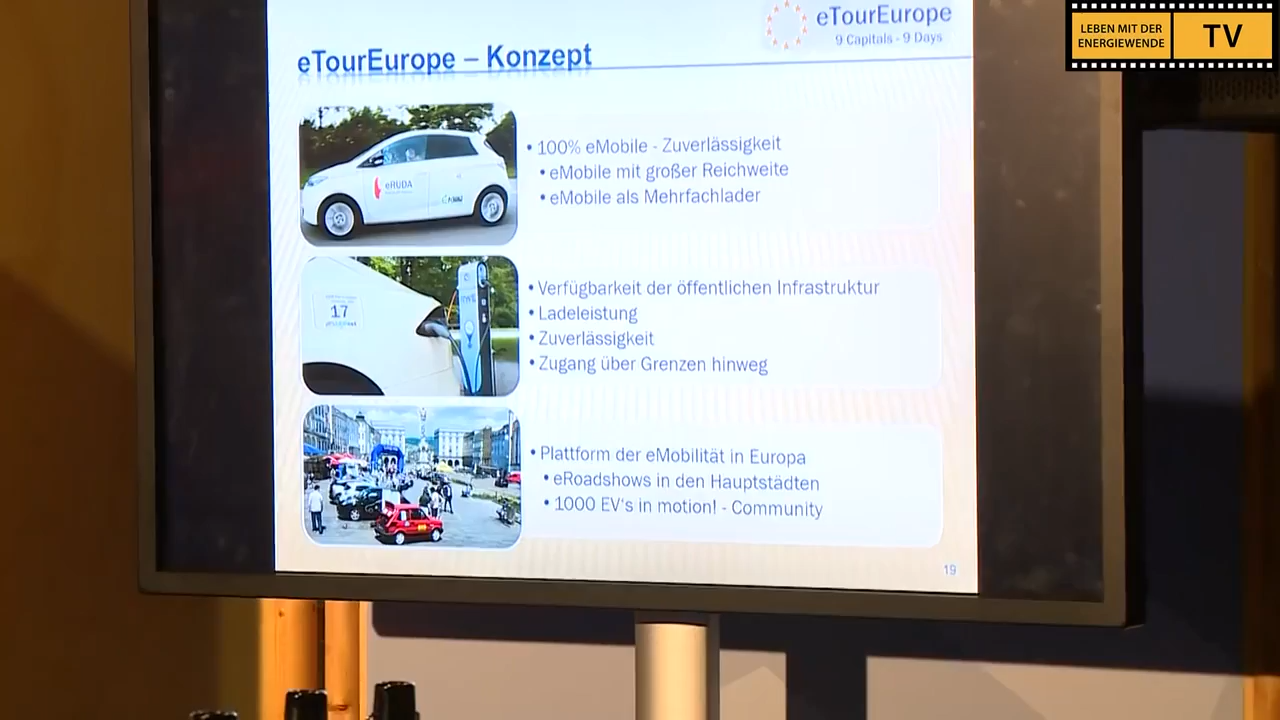 LEBEN MIT DER
ENERGIEWENDE
TV
eTourEurope
9 Capitals - 9 Days
eTourEurope – Konzept
• 100% eMobile - Zuverlässigkeit
• eMobile mit großer Reichweite
• eMobile als Mehrfachlader
eRUDA
• Verfügbarkeit der öffentlichen Infrastruktur
• Ladeleistung
• Zuverlässigkeit
• Zugang über Grenzen hinweg
17
RWE
• Plattform der eMobilität in Europa
• eRoadshows in den Hauptstädten
• 1000 EV's in motion! - Community
19